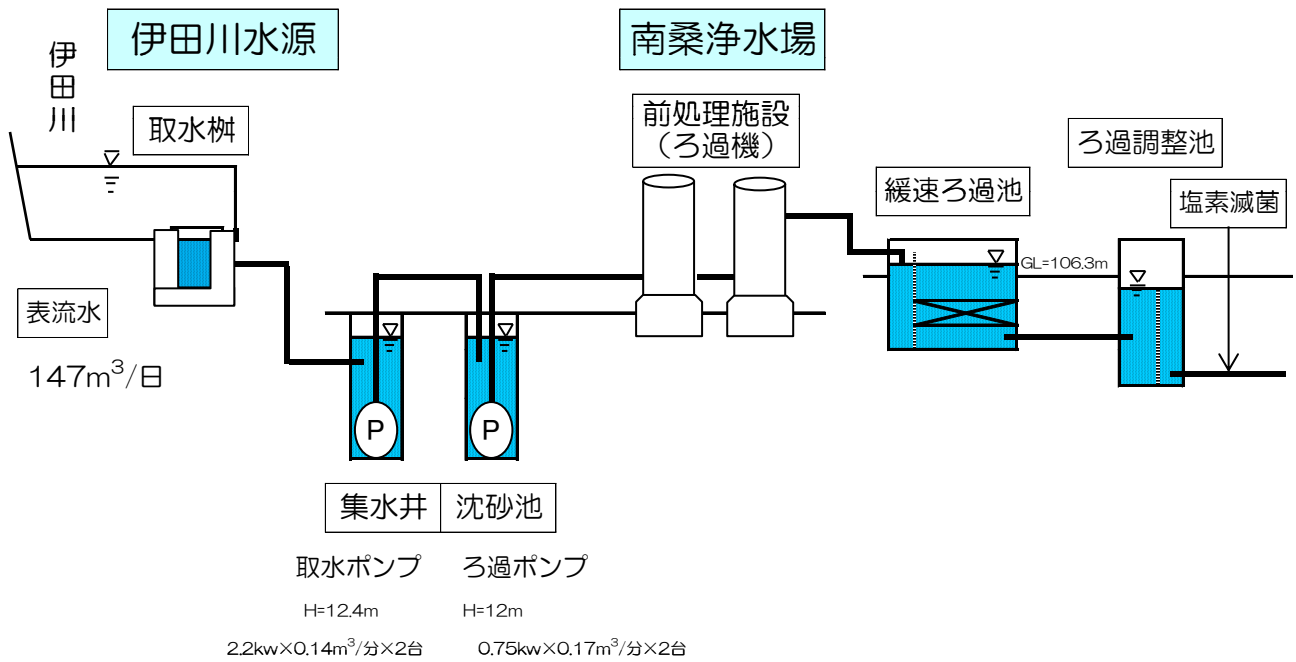 伊田川水源
南桑浄水場
伊田川
取水桝
前処理施設
（ろ過機）
ろ過調整池
緩速ろ過池
塩素滅菌
GL=106.3m
表流水
147m³/日
P
P
集水井
沈砂池
取水ポンプ
ろ過ポンプ
H=12.4m
H=12m
2.2kw×0.14m³/分×2台
0.75kw×0.17m³/分×2台